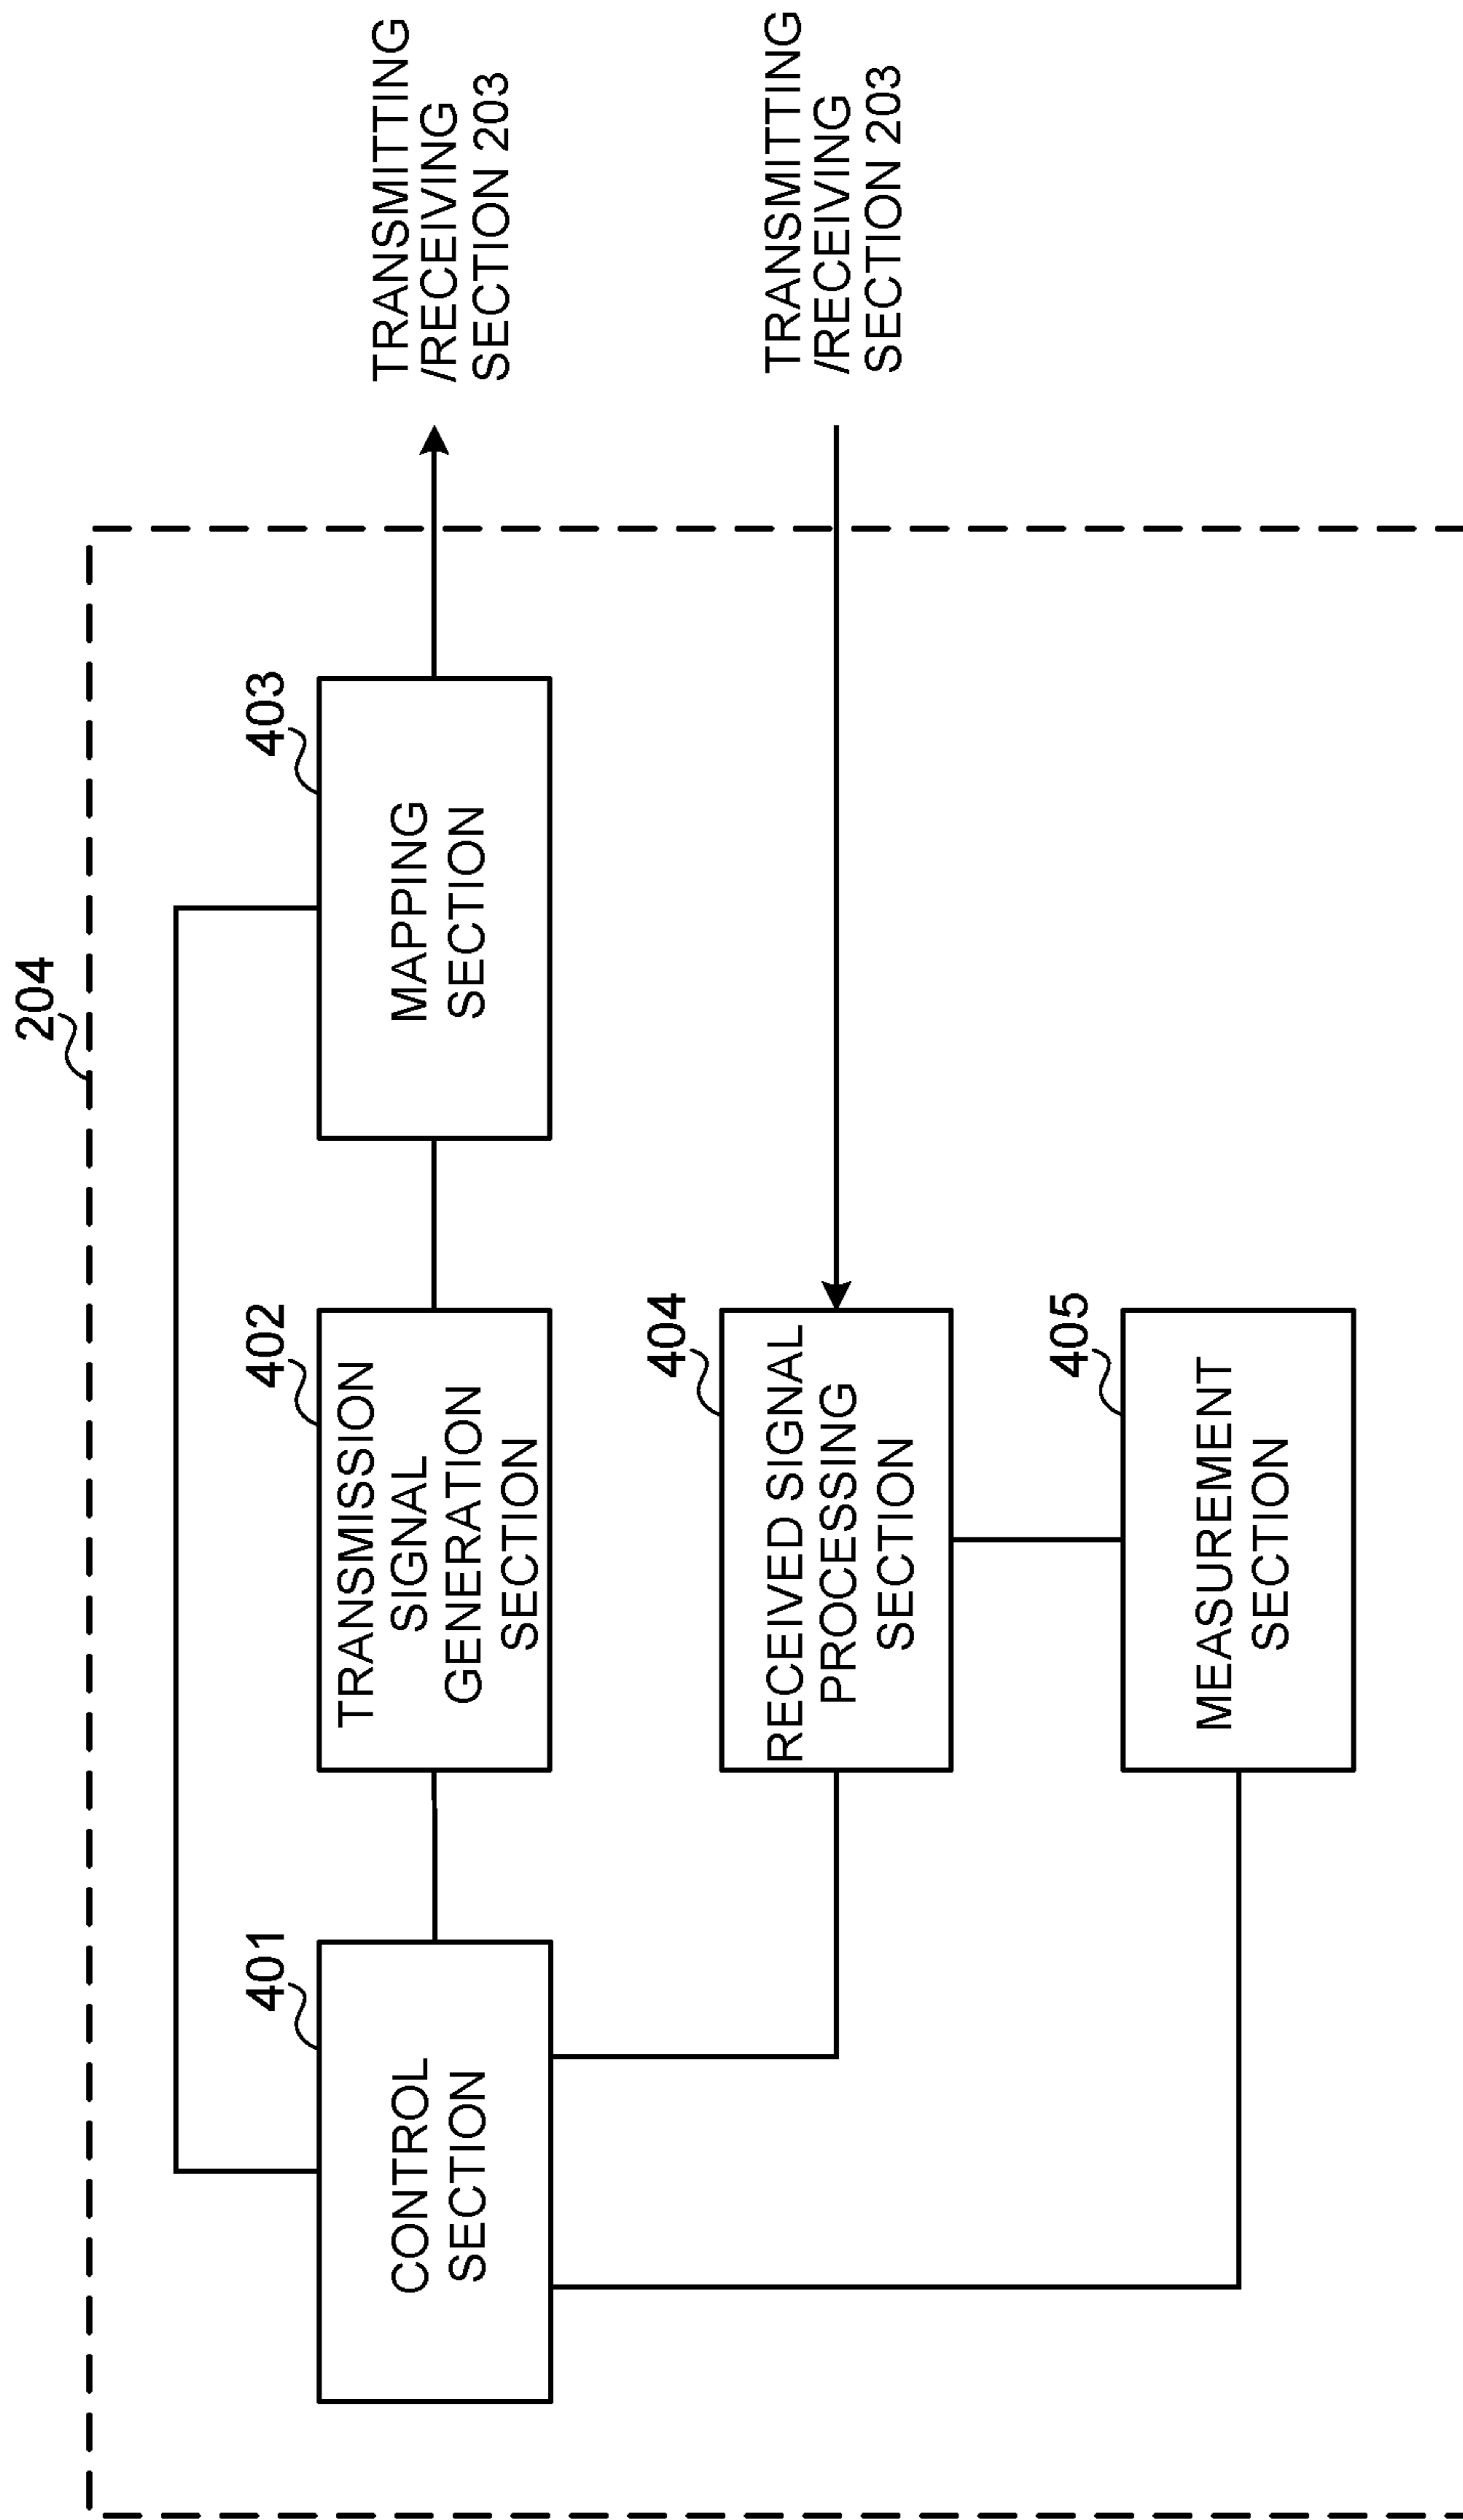 204
401
CONTROL
SECTION
402
TRANSMISSION
SIGNAL
GENERATION
SECTION
403
MAPPING
SECTION
TRANSMITTING
/RECEIVING
SECTION 203
404
RECEIVED SIGNAL
PROCESSING
SECTION
TRANSMITTING
/RECEIVING
SECTION 203
405
MEASUREMENT
SECTION